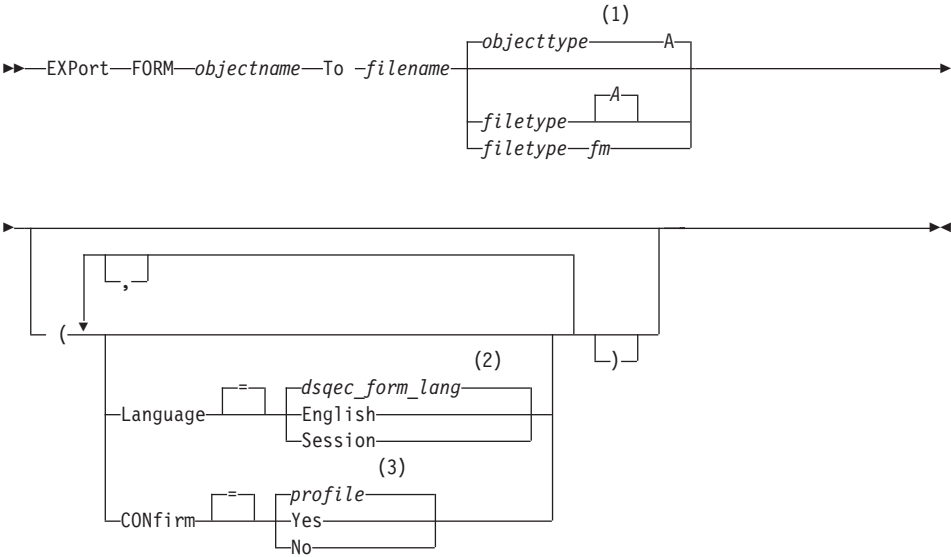 (1)
objecttype A
EXPort FORM objectname To filename
A
filetype
filetype fm
,
(
)
(2)
= dsqec_form_lang
Language English
Session
(3)
= profile
CONfirm Yes
No